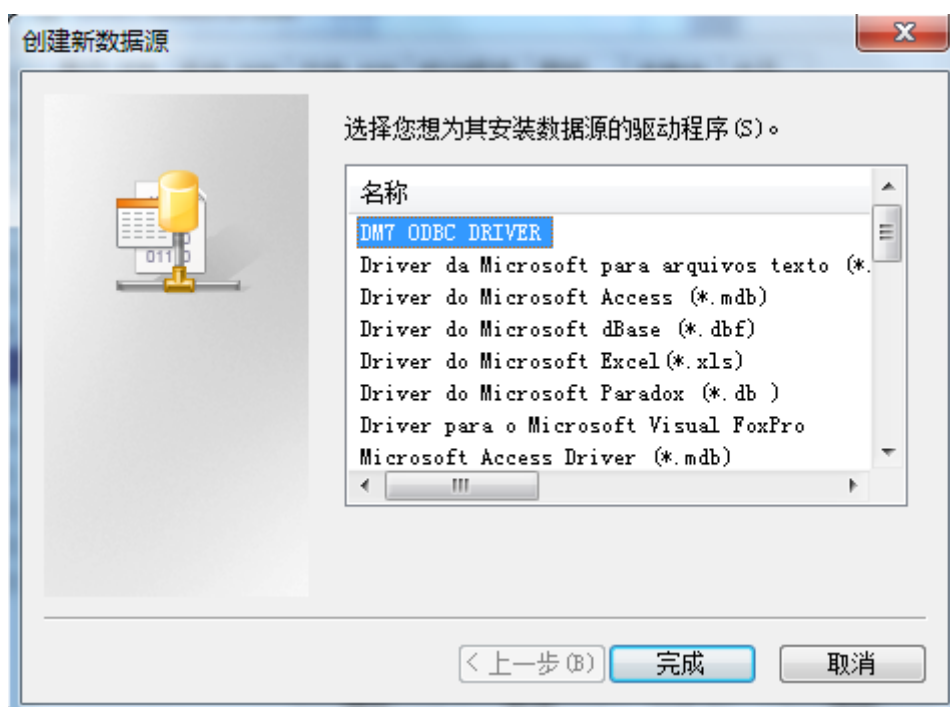 创建新数据源
选择您想为其安装数据源的驱动程序(S)。
名称
DM7 ODBC DRIVER
Driver da Microsoft para arquivos texto (*.
Driver do Microsoft Access (*.mdb)
Driver do Microsoft dBase (*.dbf)
Driver do Microsoft Excel(*.xls)
Driver do Microsoft Paradox (*.db )
Driver para o Microsoft Visual FoxPro
Microsoft Access Driver (*.mdb)
< 上一步(B) 完成 取消